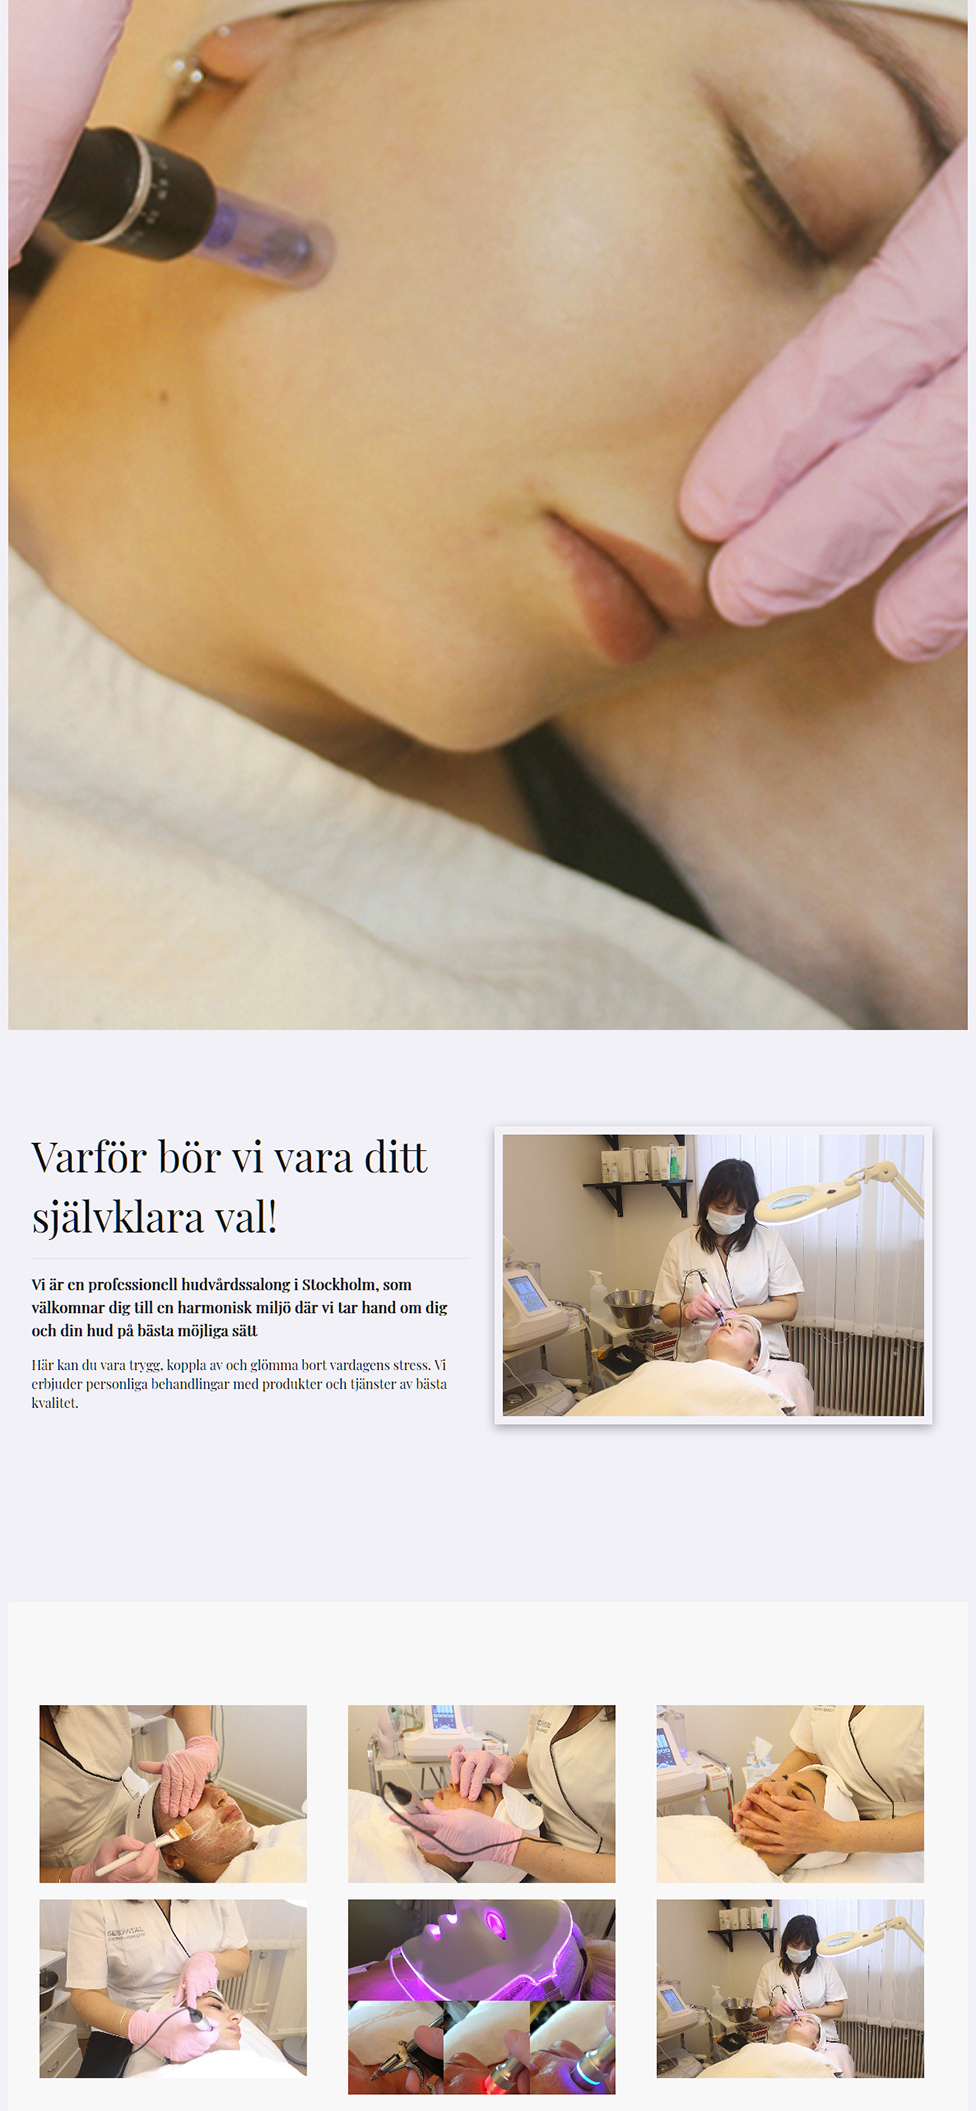 Varför bör vi vara ditt
självklara val!
Vi är en professionell hudvårdssalong i Stockholm, som
välkomnar dig till en harmonisk miljö där vi tar hand om dig
och din hud på bästa möjliga sätt
Här kan du vara trygg, koppla av och glömma bort vardagens stress. Vi
erbjuder personliga behandlingar med produkter och tjänster av bästa
kvalitet.
GEROVITAL